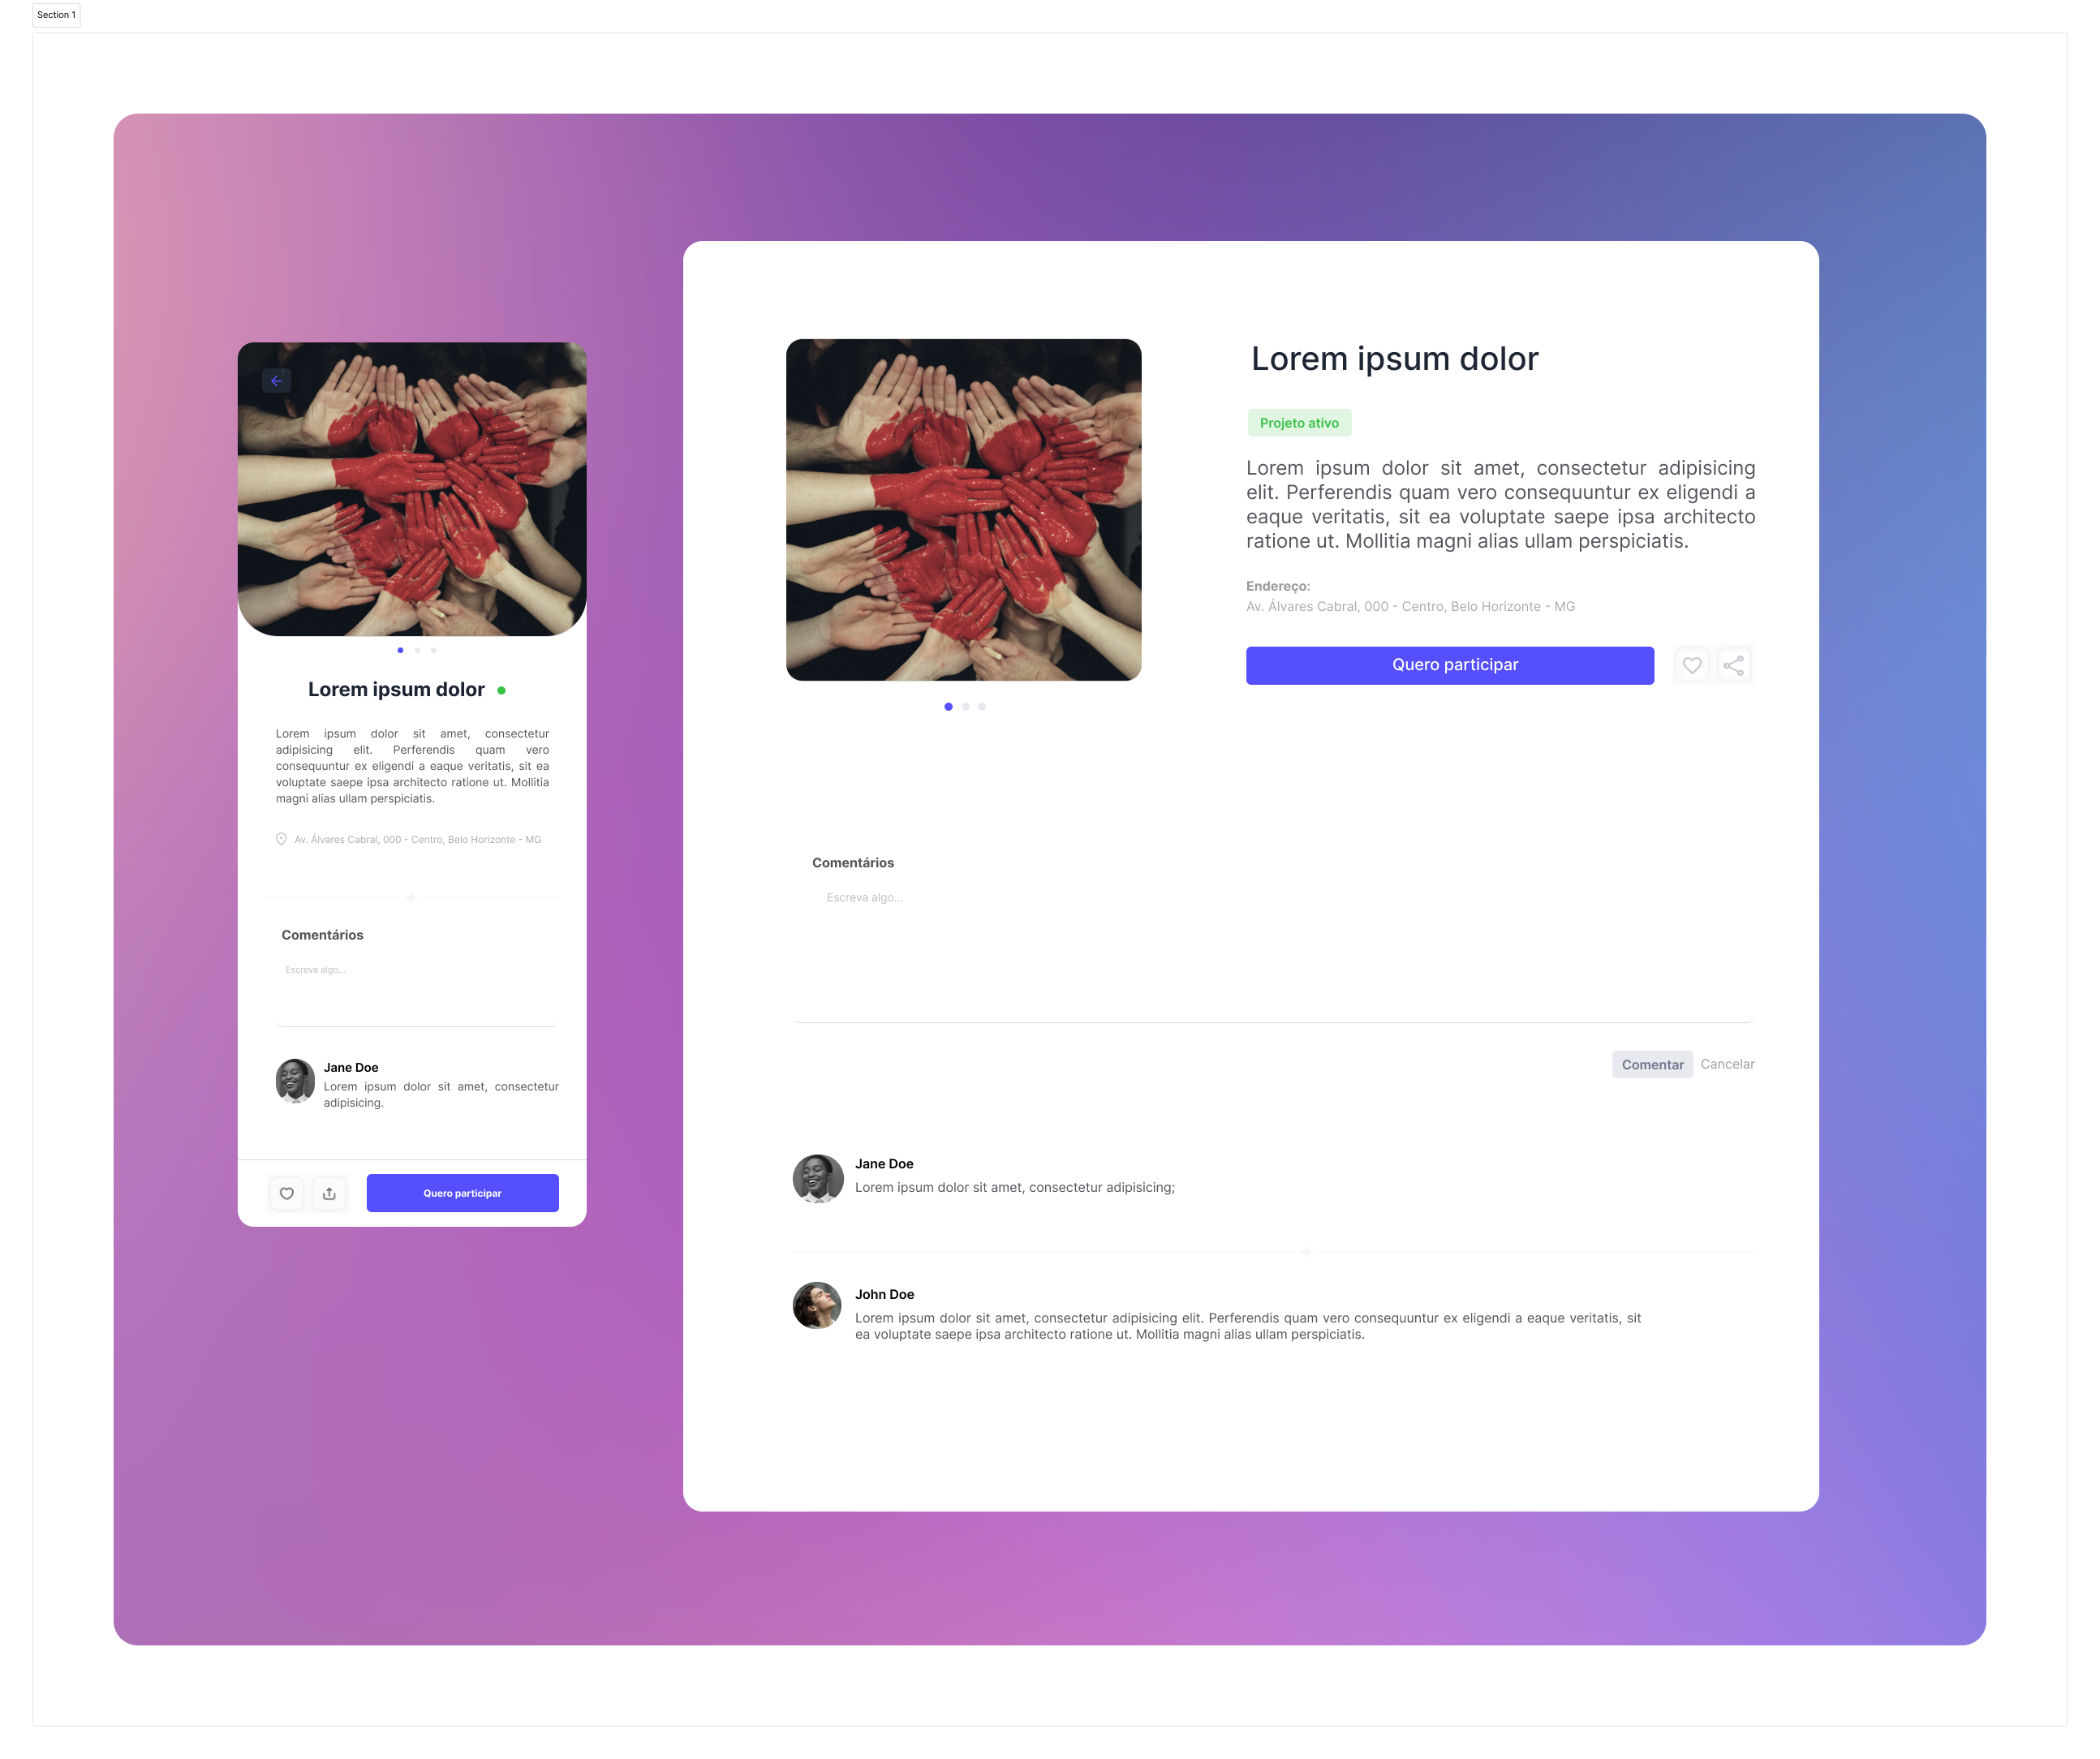 Section 1
Lorem ipsum dolor
Lorem ipsum dolor sit amet, consectetur
adipisicing elit. Perferendis quam vero
consequuntur ex eligendi a eaque veritatis, sit ea
voluptate saepe ipsa architecto ratione ut. Mollitia
magni alias ullam perspiciatis.
Av. Álvares Cabral, 000 - Centro, Belo Horizonte - MG
Comentários
Escreva algo...
Jane Doe
Lorem ipsum dolor sit amet, consectetur
adipisicing.
Quero participar
Lorem ipsum dolor
Projeto ativo
Lorem ipsum dolor sit amet, consectetur adipisicing
elit. Perferendis quam vero consequuntur ex eligendi a
eaque veritatis, sit ea voluptate saepe ipsa architecto
ratione ut. Mollitia magni alias ullam perspiciatis.
Endereço:
Av. Álvares Cabral, 000 - Centro, Belo Horizonte - MG
Quero participar
Comentários
Escreva algo...
Comentar Cancelar
Jane Doe
Lorem ipsum dolor sit amet, consectetur adipisicing;
John Doe
Lorem ipsum dolor sit amet, consectetur adipisicing elit. Perferendis quam vero consequuntur ex eligendi a eaque veritatis, sit
ea voluptate saepe ipsa architecto ratione ut. Mollitia magni alias ullam perspiciatis.